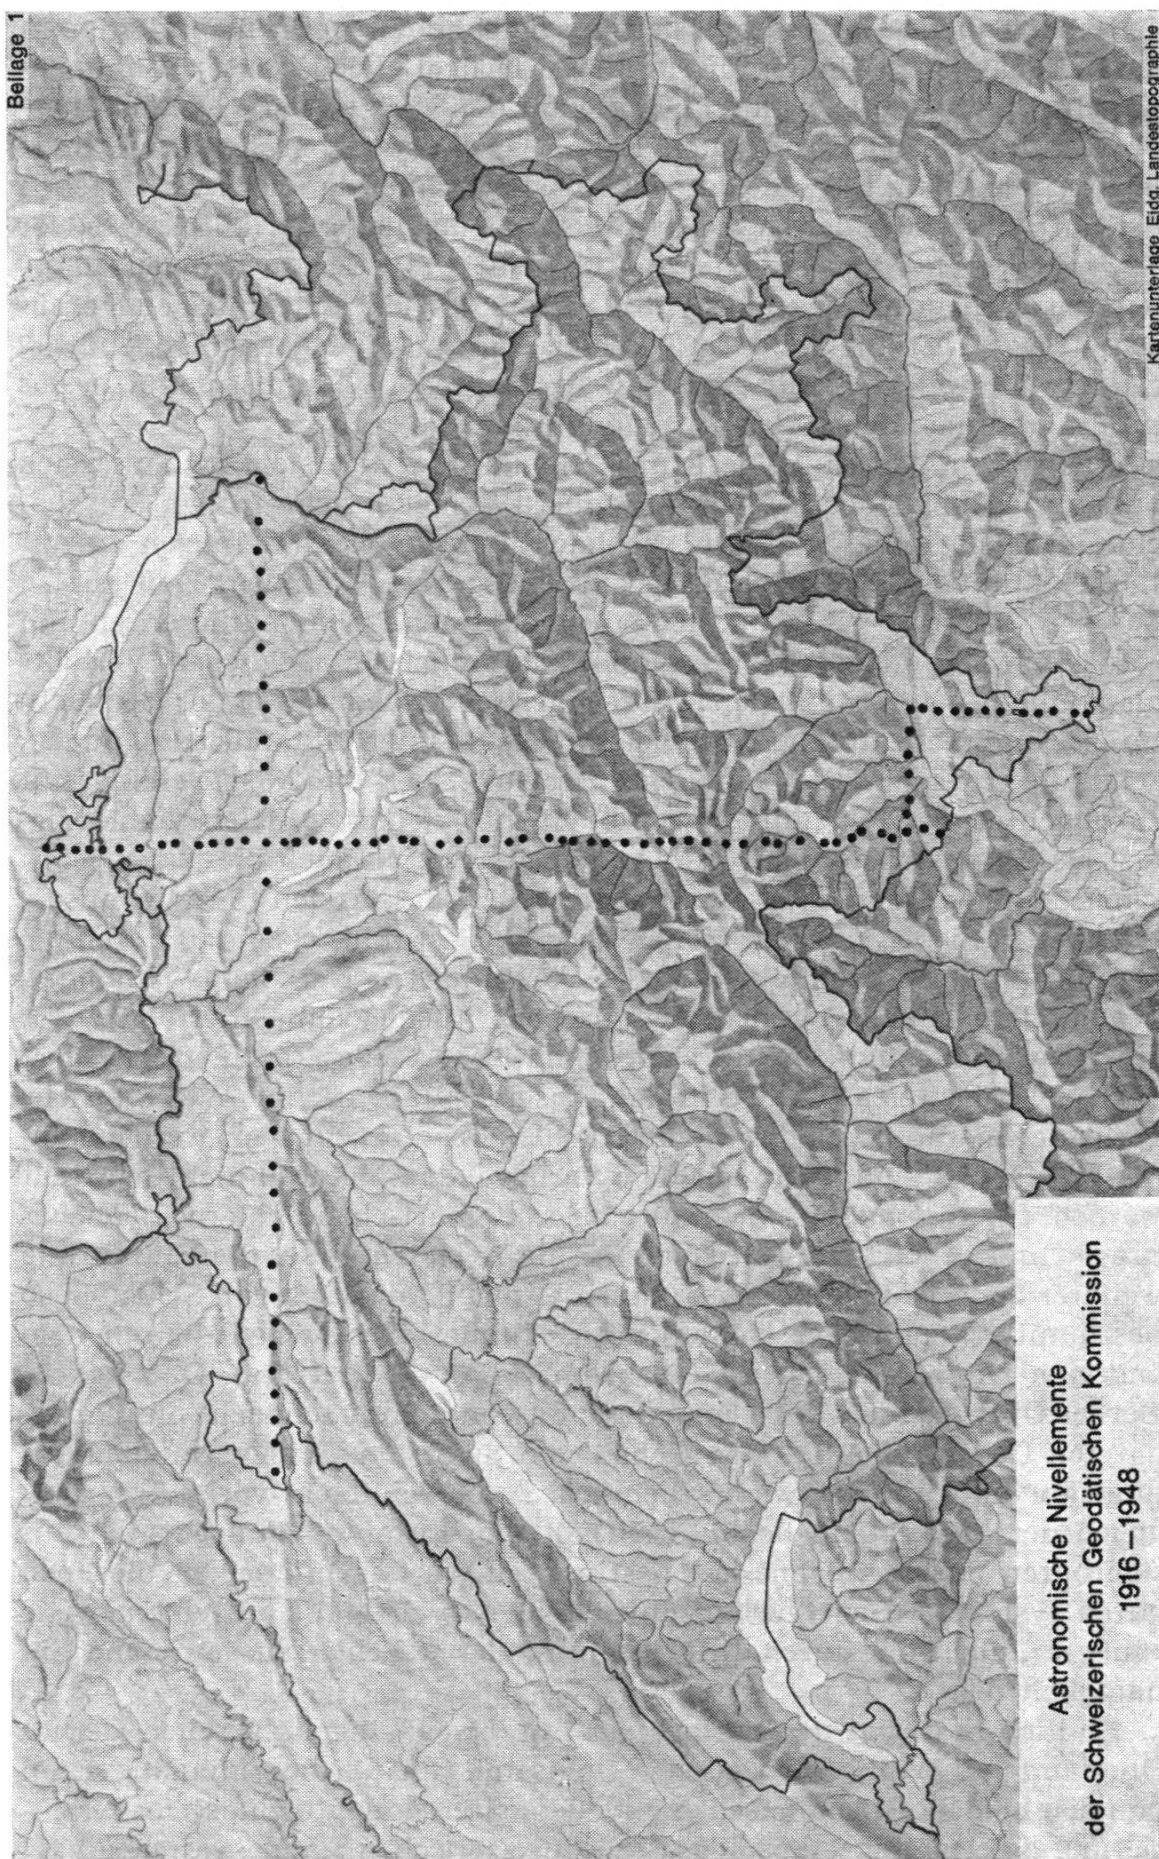 Beilage 1
Astronomische Nivellemente
der Schweizerischen Geodätischen Kommission
1916–1948
Kartenunterlage Eidg. Landestopographie